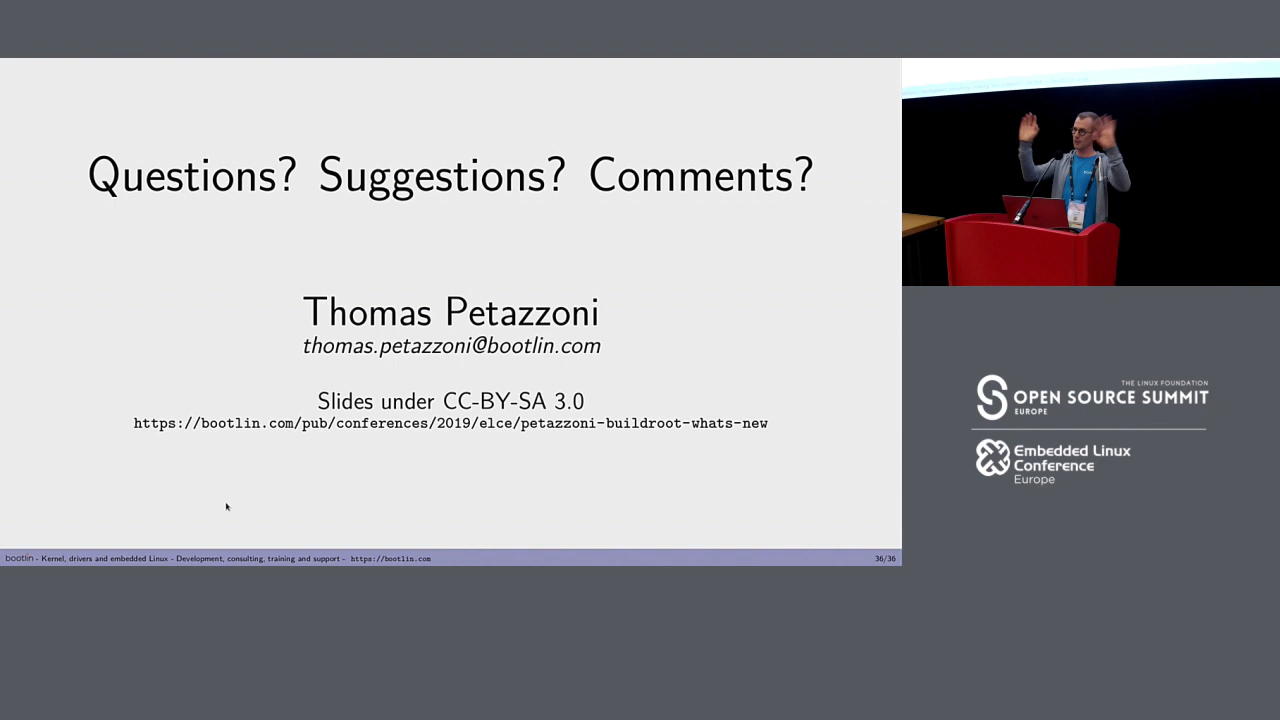 Questions? Suggestions? Comments?
Thomas Petazzoni
thomas.petazzoni@bootlin.com
Slides under CC-BY-SA 3.0
https://bootlin.com/pub/conferences/2019/elce/petazzoni-buildroot-whats-new
bootlin - Kernel, drivers and embedded Linux - Development, consulting, training and support - https://bootlin.com
36/36
THE LINUX FOUNDATION
OPEN SOURCE SUMMIT
EUROPE
Embedded Linux
Conference
Europe